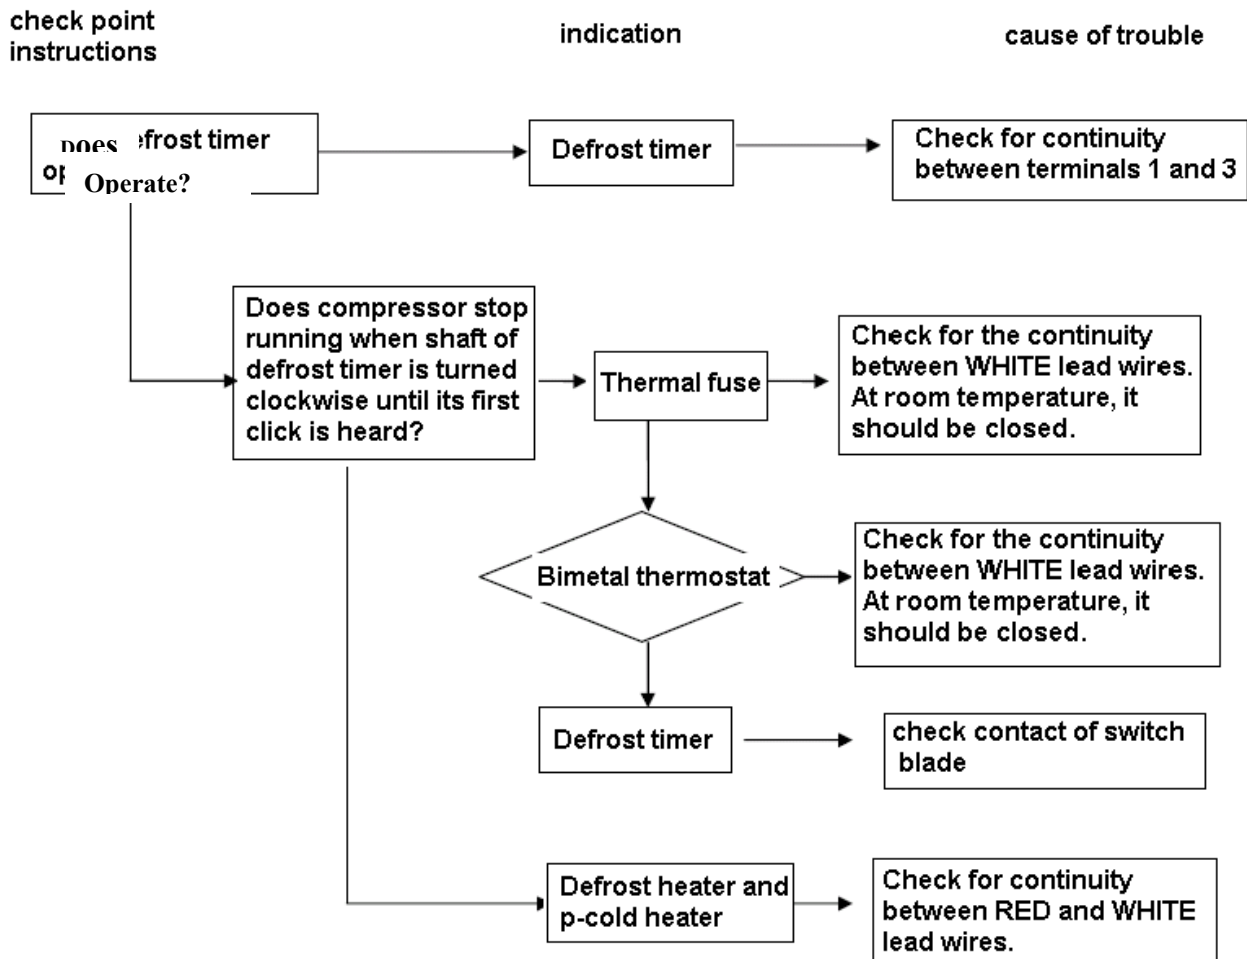 check point
instructions
indication
cause of trouble
Does efrost timer
op
Operate?
Defrost timer
Check for continuity
between terminals 1 and 3
Does compressor stop
running when shaft of
defrost timer is turned
clockwise until its first
click is heard?
Thermal fuse
Check for the continuity
between WHITE lead wires.
At room temperature, it
should be closed.
Bimetal thermostat
Check for the continuity
between WHITE lead wires.
At room temperature, it
should be closed.
Defrost timer
check contact of switch
blade
Defrost heater and
p-cold heater
Check for continuity
between RED and WHITE
lead wires.